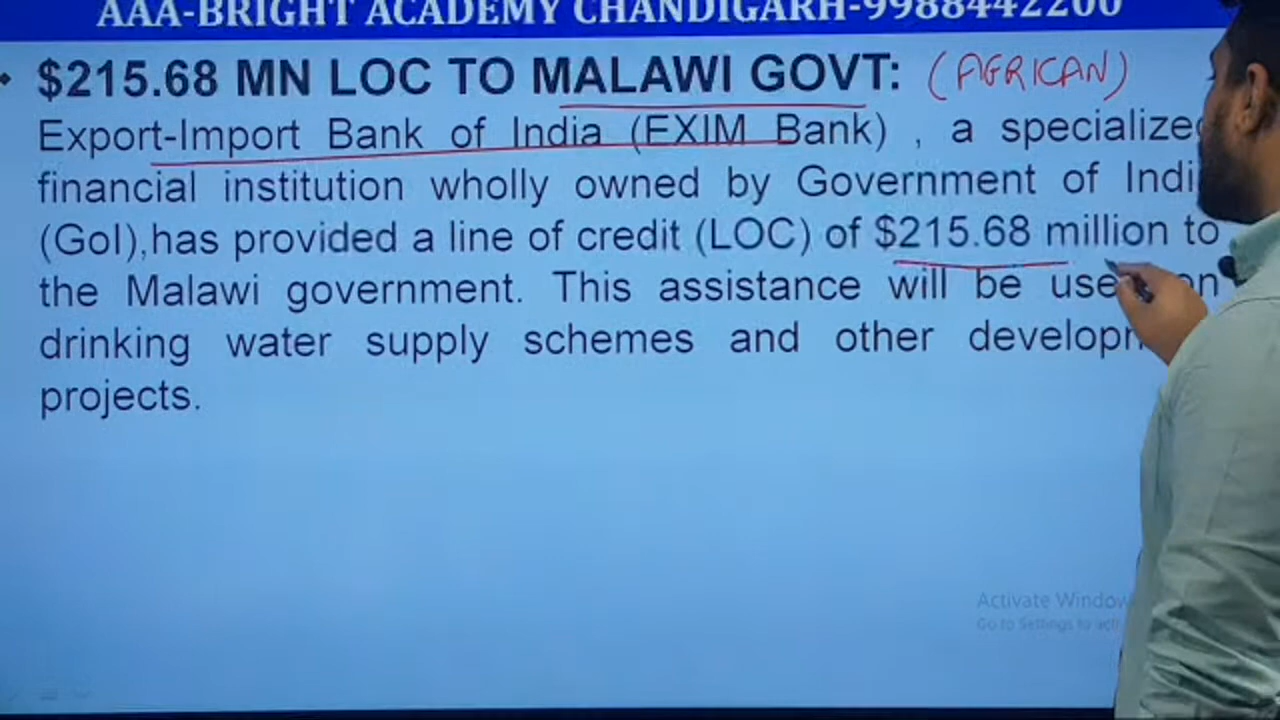 AAA-BRIGHT ACADEMY CHANDIGARH-9988442200
$215.68 MN LOC TO MALAWI GOVT: (AFRICAN)
Export-Import Bank of India (EXIM Bank) , a specialized
financial institution wholly owned by Government of Indi
(GoI),has provided a line of credit (LOC) of $215.68 million to
the Malawi government. This assistance will be use on
drinking water supply schemes and other developm
projects.
Activate Window
Go to Settings to acti